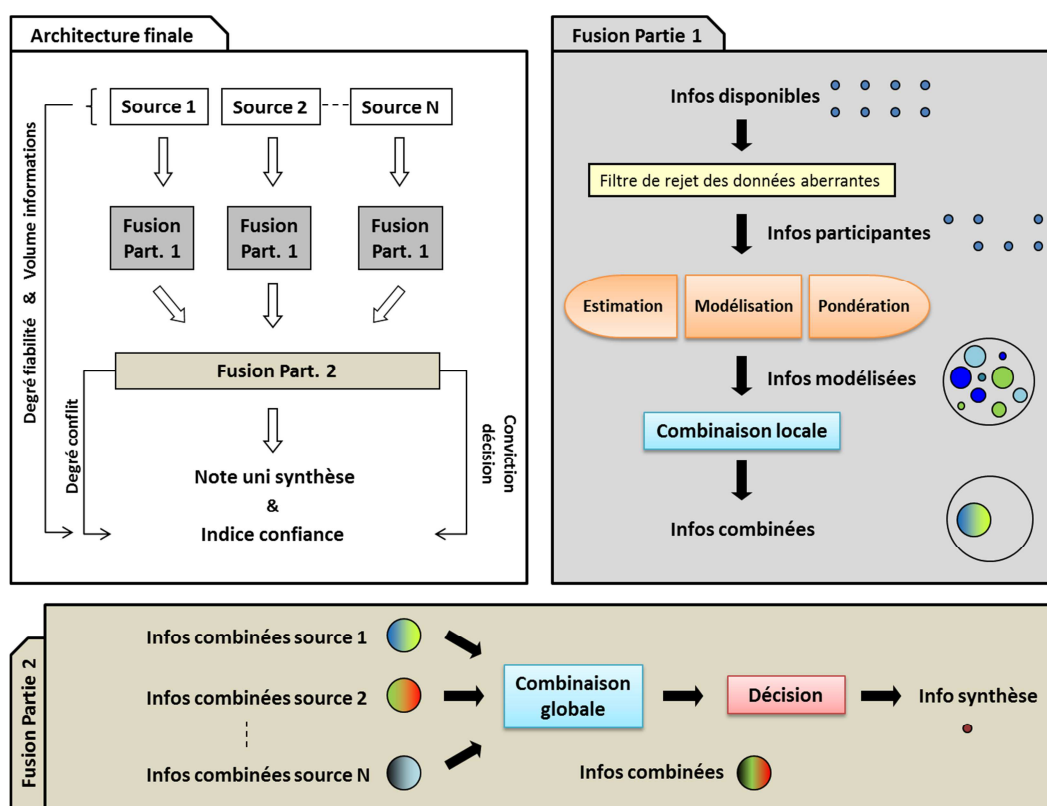 Architecture finale
Source 1
Source 2
Source N
Fusion
Part. 1
Fusion
Part. 1
Fusion
Part. 1
Fusion Part. 2
Note uni synthèse
&
Indice confiance
Degré fiabilité & Volume informations
Degré conflit
Conviction
décision
Fusion Partie 1
Infos disponibles
Filtre de rejet des données aberrantes
Infos participantes
Estimation
Modélisation
Pondération
Infos modélisées
Combinaison locale
Infos combinées
Fusion Partie 2
Infos combinées source 1
Infos combinées source 2
Infos combinées source N
Combinaison
globale
Décision
Info synthèse
Infos combinées